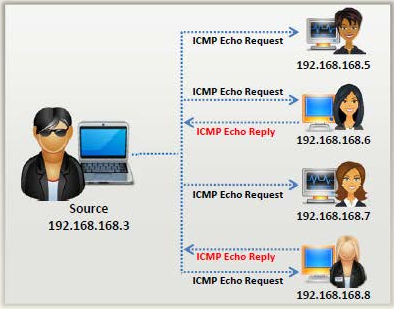 ICMP Echo Request
192.168.168.5
ICMP Echo Request
ICMP Echo Reply
192.168.168.6
Source
192.168.168.3
ICMP Echo Request
192.168.168.7
ICMP Echo Reply
ICMP Echo Request
192.168.168.8